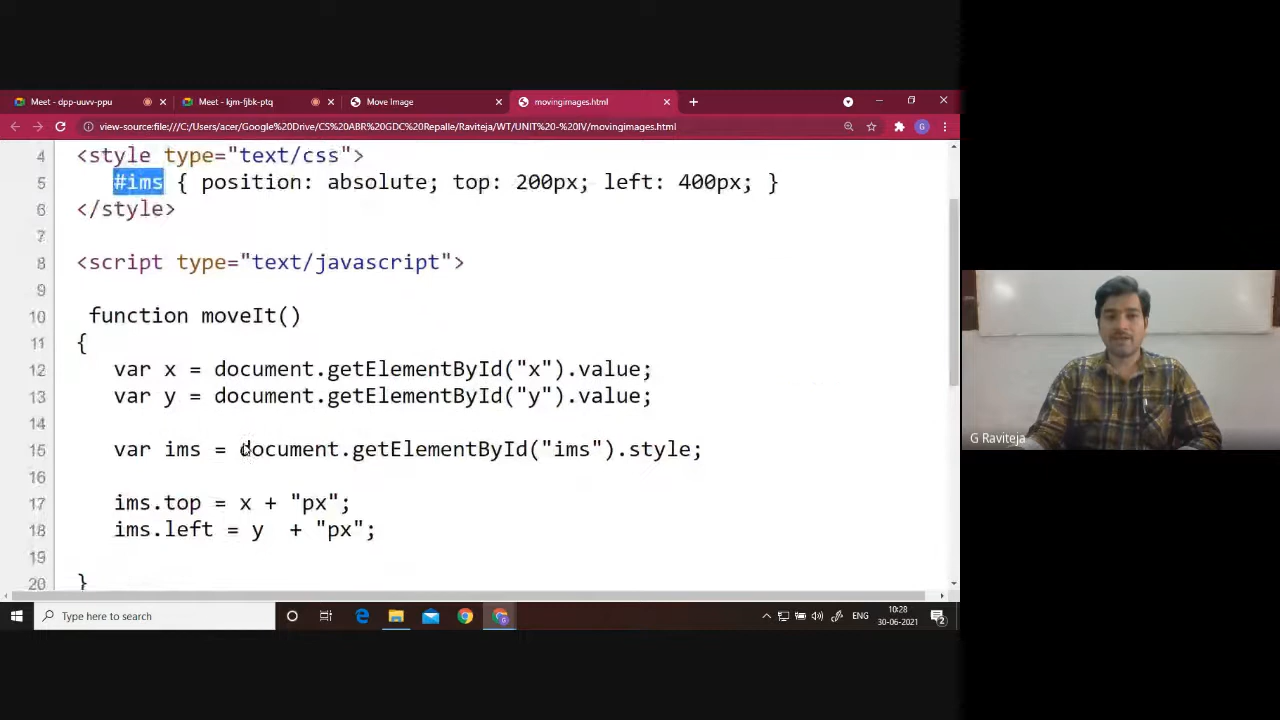 Meet - dpp-uuvv-ppu
Meet - kjm-fjbk-ptq
Move Image
movingimages.html
view-source:file:///C:/Users/acer/Google%20Drive/CS%20ABR%20GDC%20Repalle/Raviteja/WT/UNIT%20-%20IV/movingimages.html
G
4 <style type="text/css">
5 #ims { position: absolute; top: 200px; left: 400px; }
6 </style>
7
8 <script type="text/javascript">
9
10 function moveIt()
11 {
12 var x = document.getElementById("x").value;
13 var y = document.getElementById("y").value;
14
15 var ims = document.getElementById("ims").style;
16
17 ims.top = x + "px";
18 ims.left = y + "px";
19
20 }
G Raviteja
Type here to search
ENG
10:28
30-06-2021
2